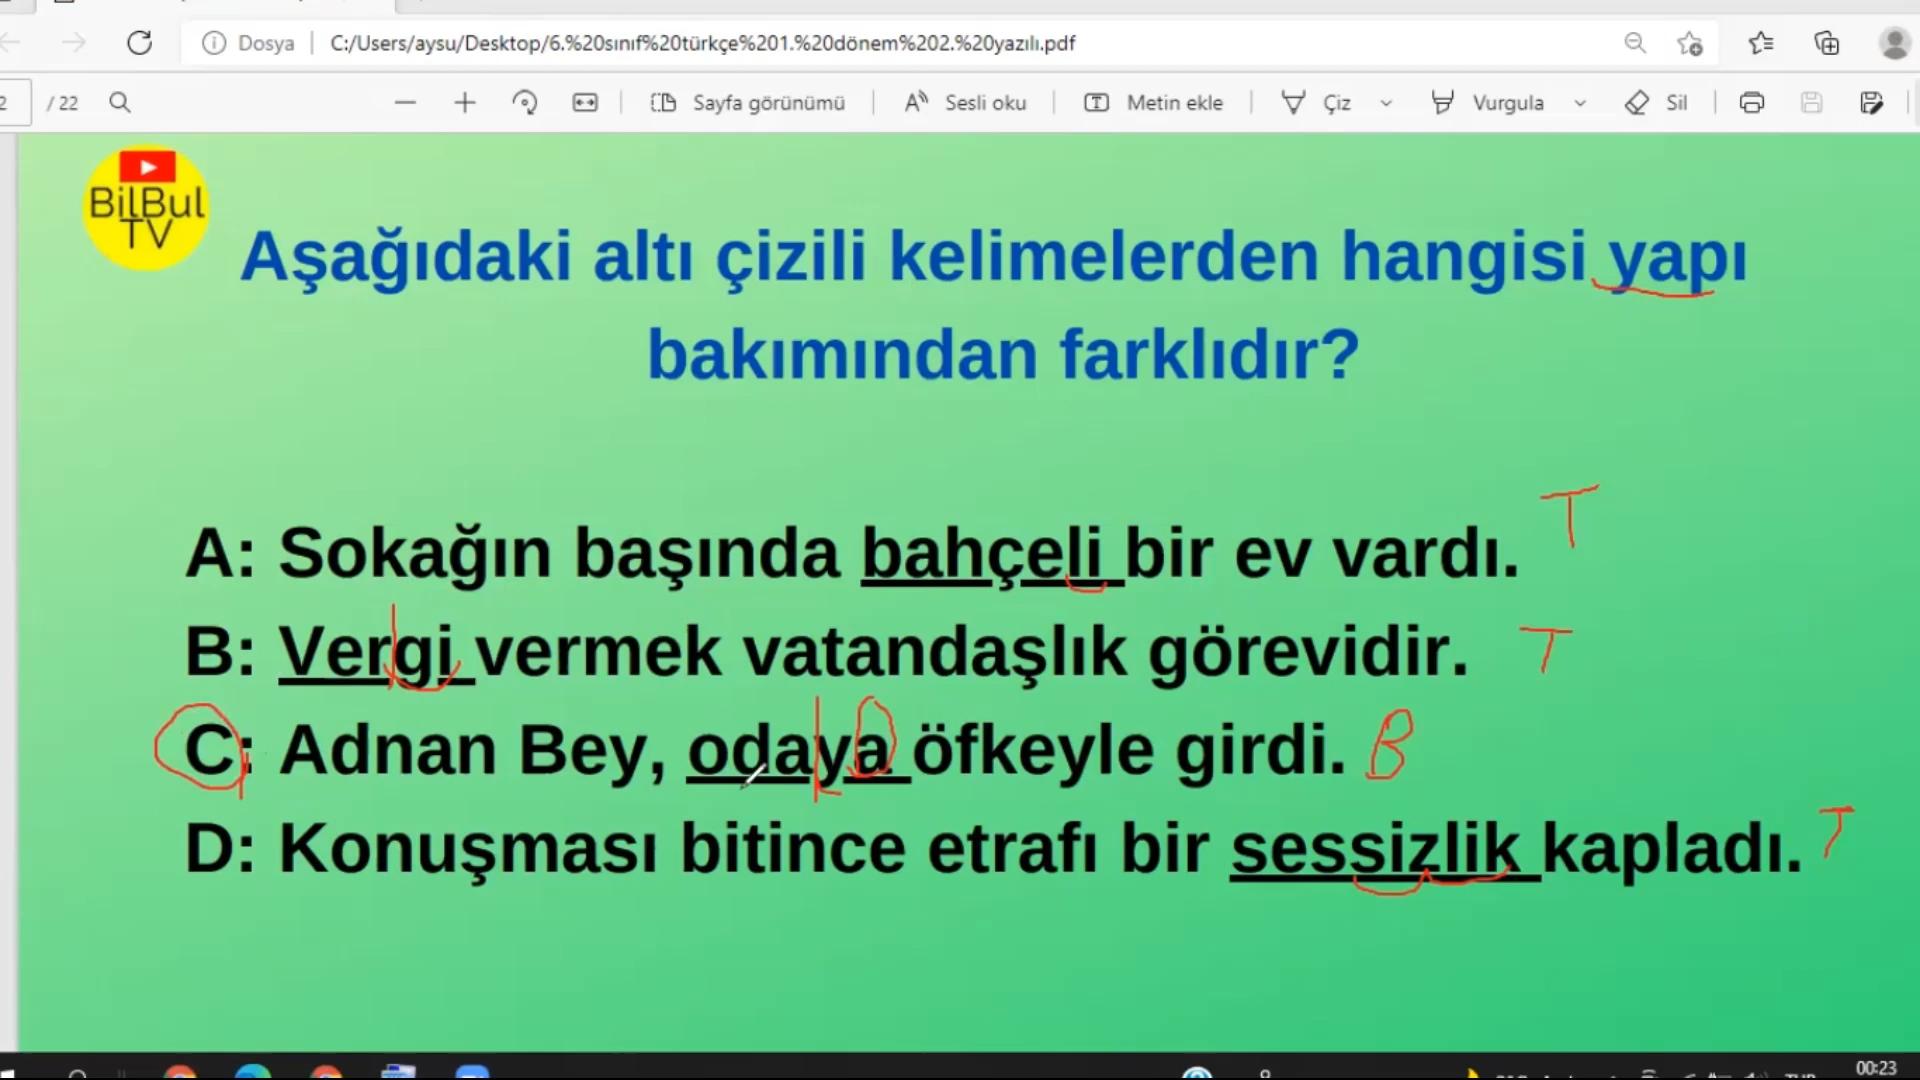 Dosya C:/Users/aysu/Desktop/6.%20sınıf%20türkçe%201.%20dönem%202.%20yazılı.pdf
2 / 22 Sayfa görünümü Sesli oku Metin ekle Çiz Vurgula Sil
BilBul
TV
Aşağıdaki altı çizili kelimelerden hangisi yapı
bakımından farklıdır?
A: Sokağın başında bahçeli bir ev vardı. T
B: Vergi vermek vatandaşlık görevidir. T
C: Adnan Bey, odaya öfkeyle girdi. B
D: Konuşması bitince etrafı bir sessizlik kapladı. T
00:23